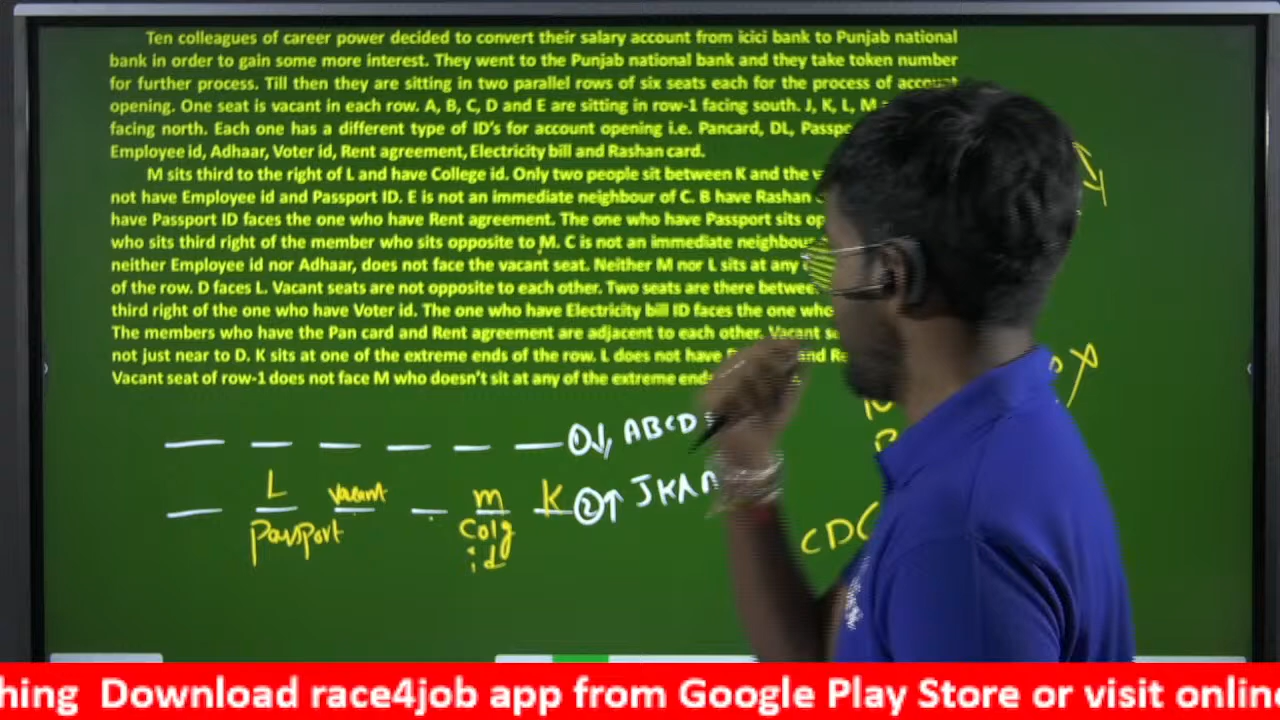 Ten colleagues of career power decided to convert their salary account from icici bank to Punjab national
bank in order to gain some more interest. They went to the Punjab national bank and they take token number
for further process. Till then they are sitting in two parallel rows of six seats each for the process of account
opening. One seat is vacant in each row. A, B, C, D and E are sitting in row-1 facing south. J, K, L, M
facing north. Each one has a different type of ID's for account opening i.e. Pancard, DL,
Employee id, Adhaar, Voter id, Rent agreement, Electricity bill and Rashan card.
M sits third to the right of L and have College id. Only two people sit between K and the
not have Employee id and Passport ID. E is not an immediate neighbour of C. B have Rashan
have Passport ID faces the one who have Rent agreement. The one who have Passport sits
who sits third right of the member who sits opposite to M. C is not an immediate
neither Employee id nor Adhaar, does not face the vacant seat. Neither M nor L sits at any
of the row. D faces L. Vacant seats are not opposite to each other. Two seats are there
third right of the one who have Voter id. The one who have Electricity bill ID faces the one who
The members who have the Pan card and Rent agreement are adjacent to each other. Vacant
not just near to D. K sits at one of the extreme ends of the row. L does not have
Vacant seat of row-1 does not face M who doesn't sit at any of the extreme
① ↓, ABCD
L vacant m K ② ↑ JK
Passport Colg
id
CD
hing Download race4job app from Google Play Store or visit online